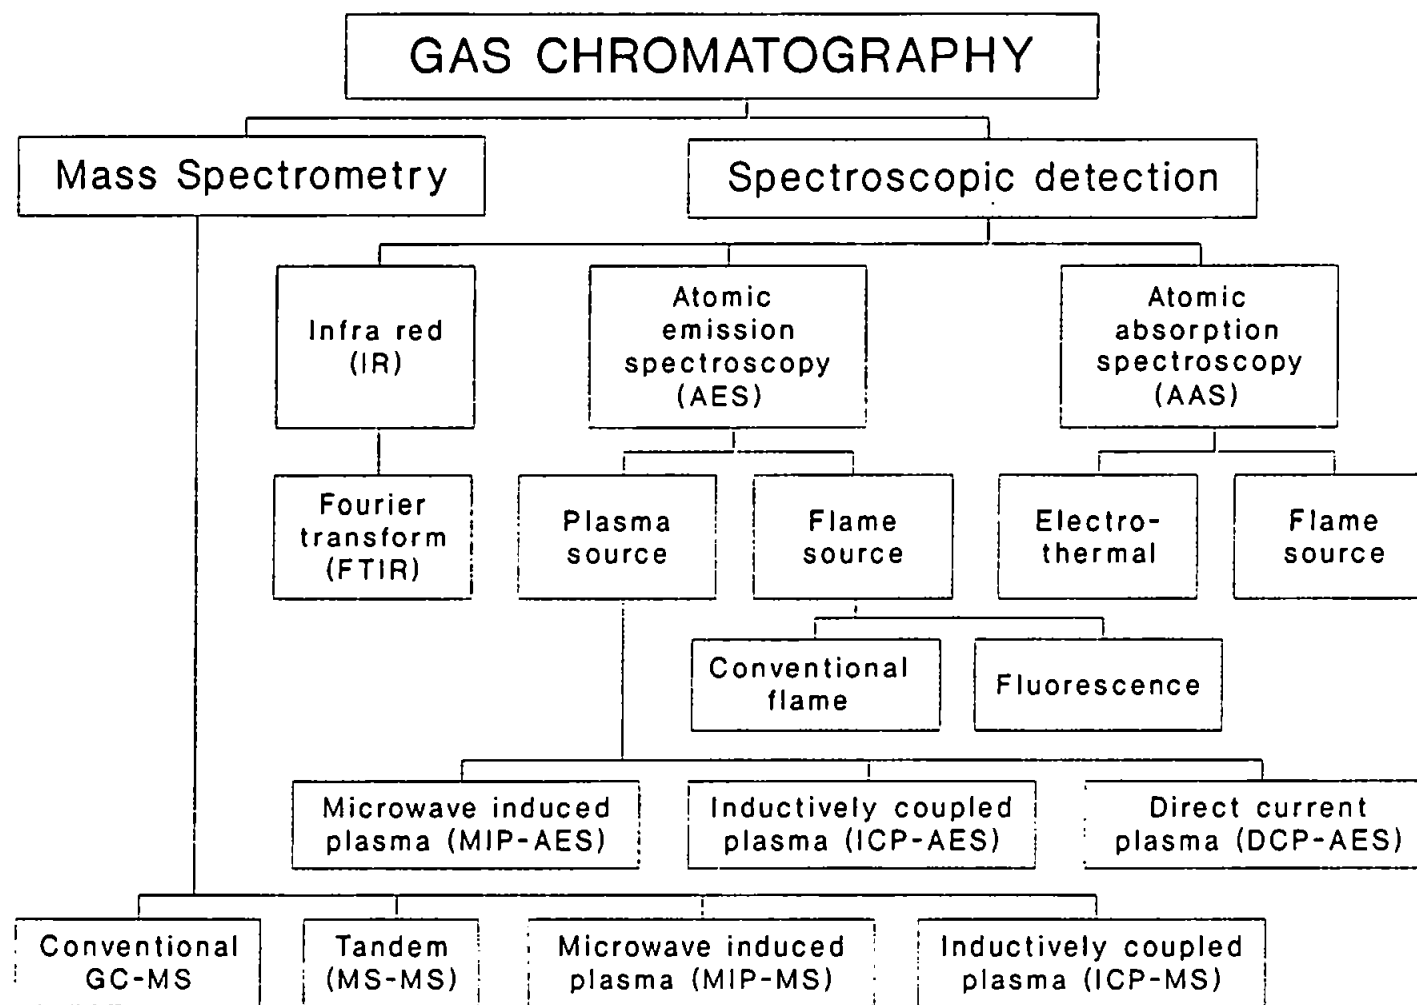 GAS CHROMATOGRAPHY
Mass Spectrometry
Spectroscopic detection
Infra red
(IR)
Atomic
emission
spectroscopy
(AES)
Atomic
absorption
spectroscopy
(AAS)
Fourier
transform
(FTIR)
Plasma
source
Flame
source
Electro-
thermal
Flame
source
Conventional
flame
Fluorescence
Microwave induced
plasma (MIP-AES)
Inductively coupled
plasma (ICP-AES)
Direct current
plasma (DCP-AES)
Conventional
GC-MS
Tandem
(MS-MS)
Microwave induced
plasma (MIP-MS)
Inductively coupled
plasma (ICP-MS)